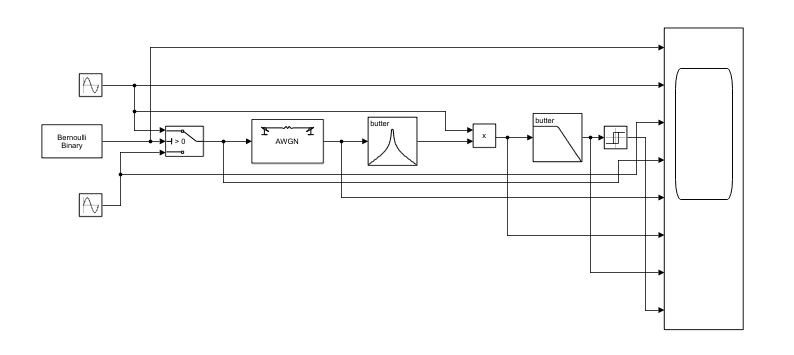 butter
butter
Bernoulli
Binary
> 0
AWGN
x